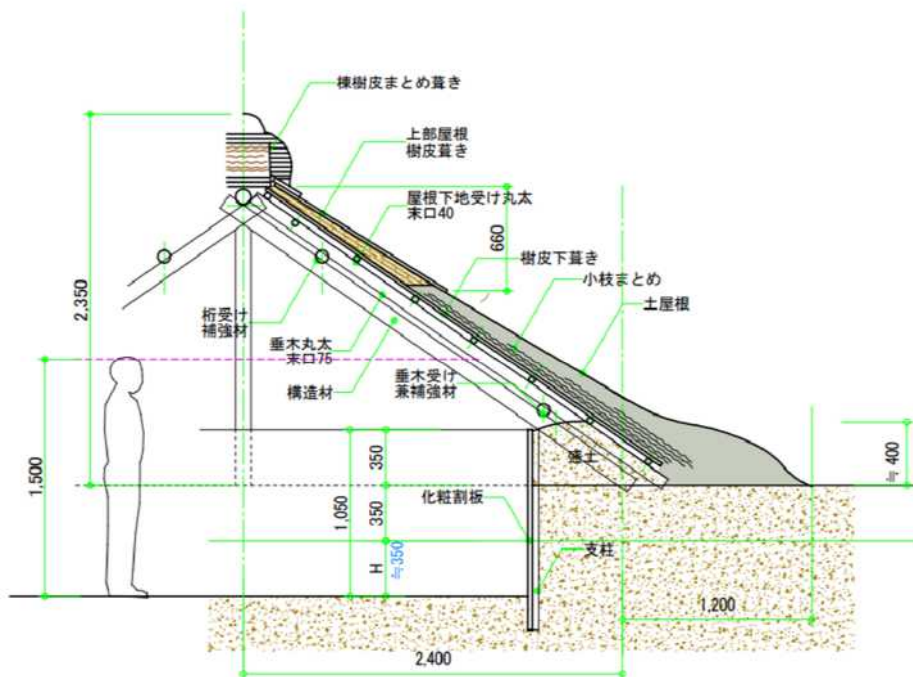 棟樹皮まとめ葺き
上部屋根
樹皮葺き
屋根下地受け丸太
末口40
660
樹皮下葺き
小枝まとめ
土屋根
2,350
桁受け
補強材
垂木丸太
末口75
構造材
垂木受け
兼補強材
1,500
1,050
350
350
H
≒350
盛土
≒400
化粧割板
支柱
1,200
2,400